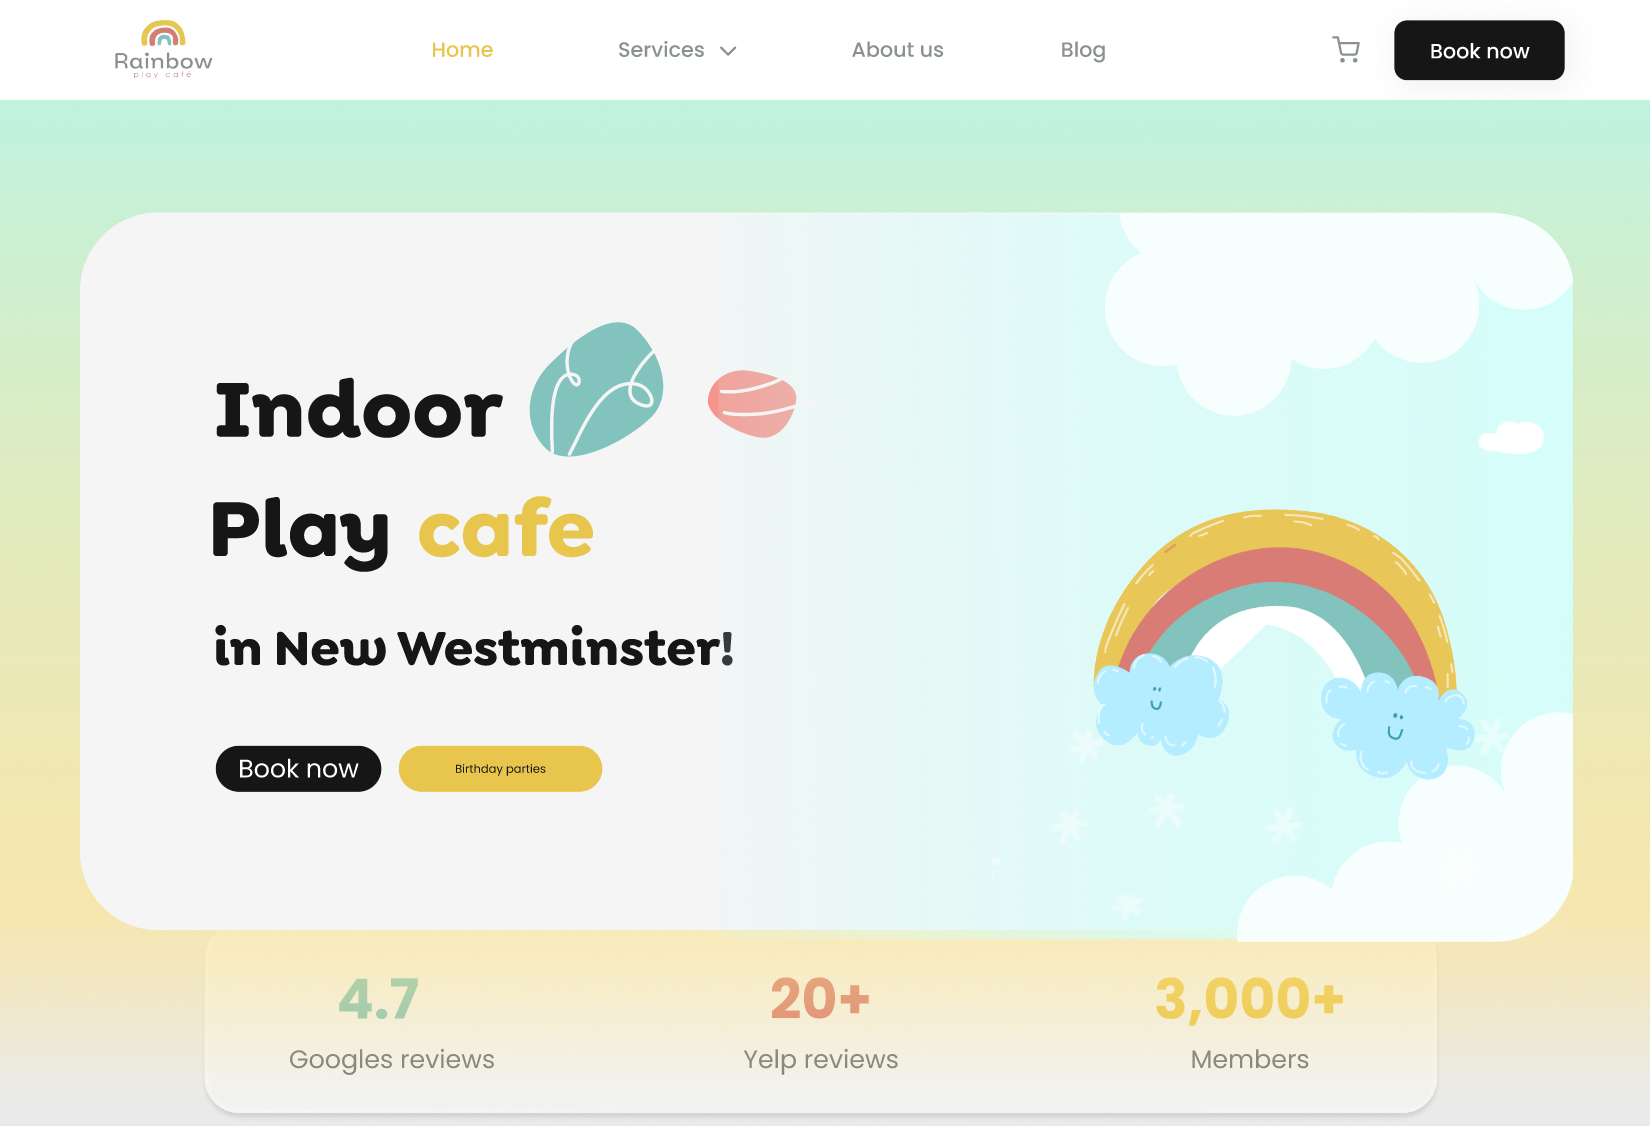 Rainbow
play café
Home
Services
About us
Blog
Book now
Indoor
Play cafe
in New Westminster!
Book now
Birthday parties
4.7
20+
3,000+
Googles reviews
Yelp reviews
Members